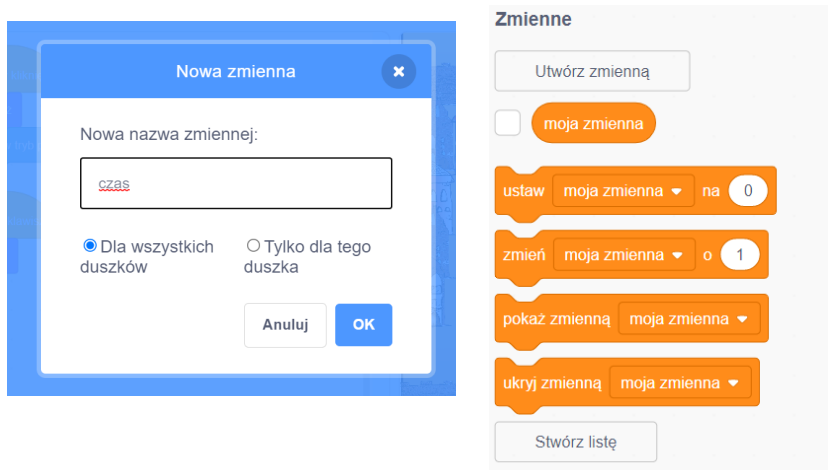 Nowa zmienna
Nowa nazwa zmiennej:
czas
Dla wszystkich duszków
Tylko dla tego duszka
Anuluj
OK
Zmienne
Utwórz zmienną
moja zmienna
ustaw moja zmienna na 0
zmień moja zmienna o 1
pokaż zmienną moja zmienna
ukryj zmienną moja zmienna
Stwórz listę